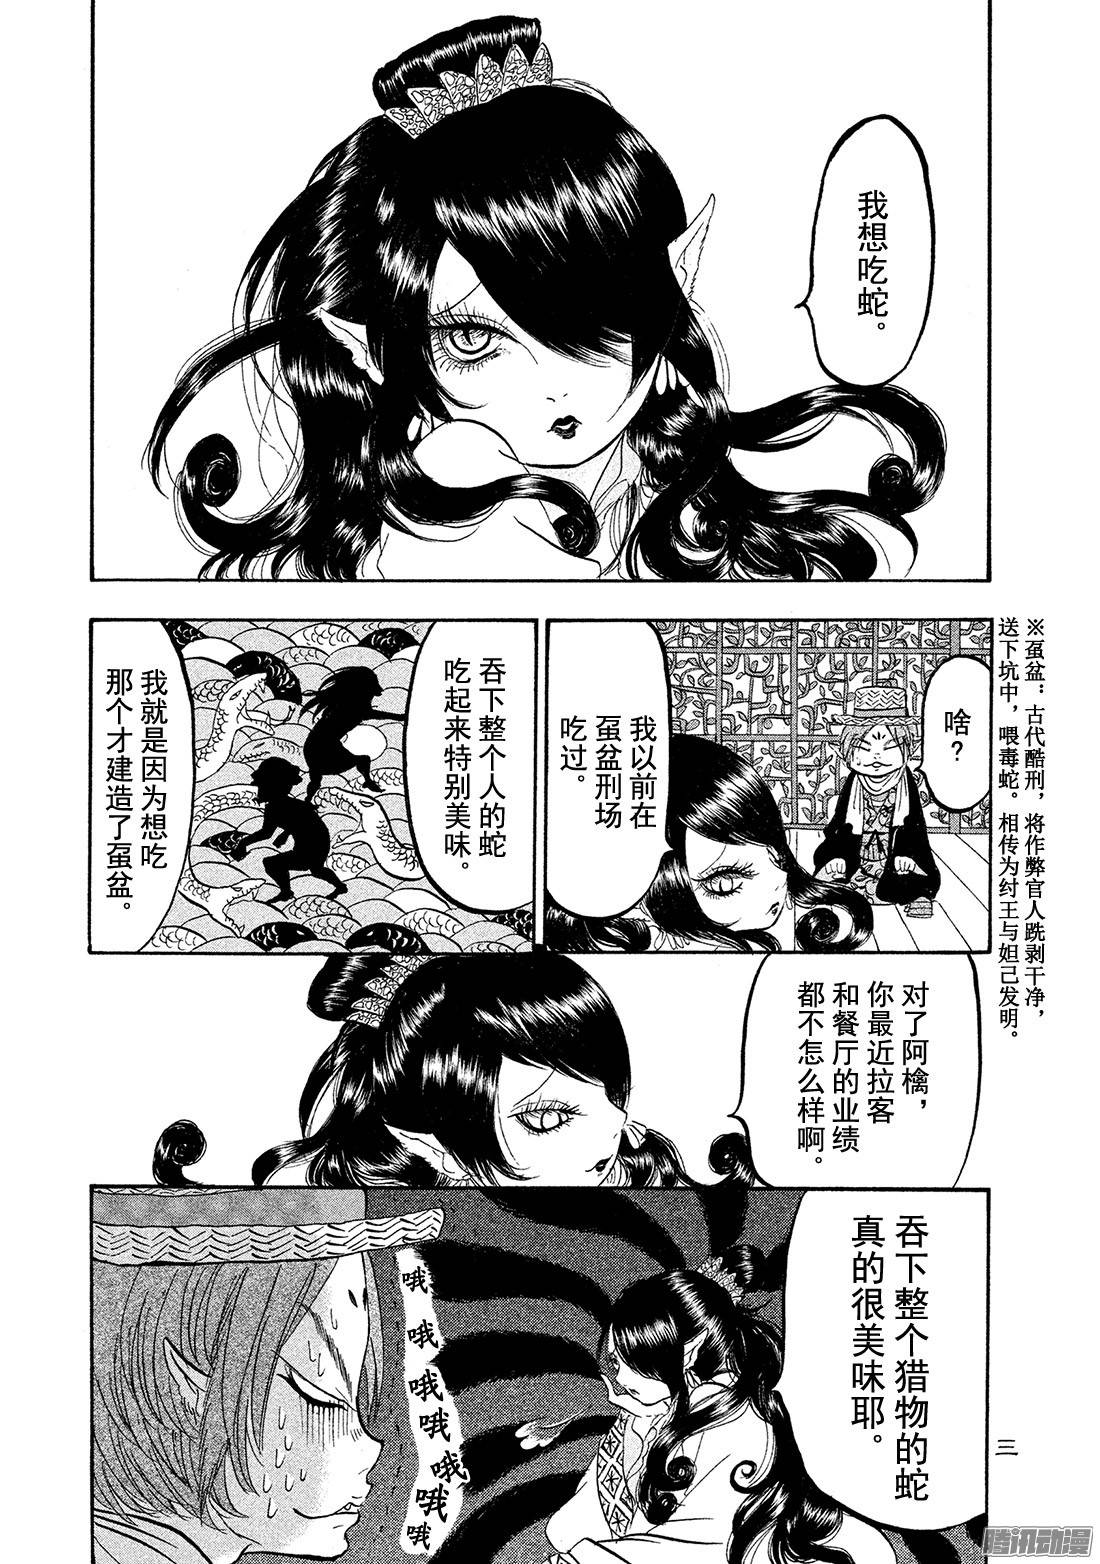 我想吃蛇。
啥？
我以前在
虿盆刑场
吃过。
※虿盆：古代酷刑，将作弊官人跣剥干净，
送下坑中，喂毒蛇。相传为纣王与妲己发明。
吞下整个人的蛇
吃起来特别美味。
我就是因为想吃
那个才建造了虿盆。
对了阿檎，
你最近拉客
和餐厅的业绩
都不怎么样啊。
吞下整个猎物的蛇
真的很美味耶。
哦
哦
哦
哦
哦
哦
哦
三
腾讯动漫